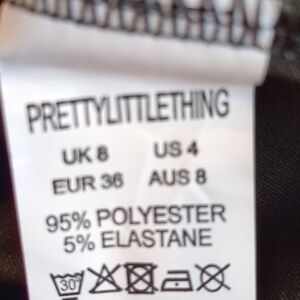 PRETTYLITTLETHING
UK 8 US 4
EUR 36 AUS 8
95% POLYESTER
5% ELASTANE
30°